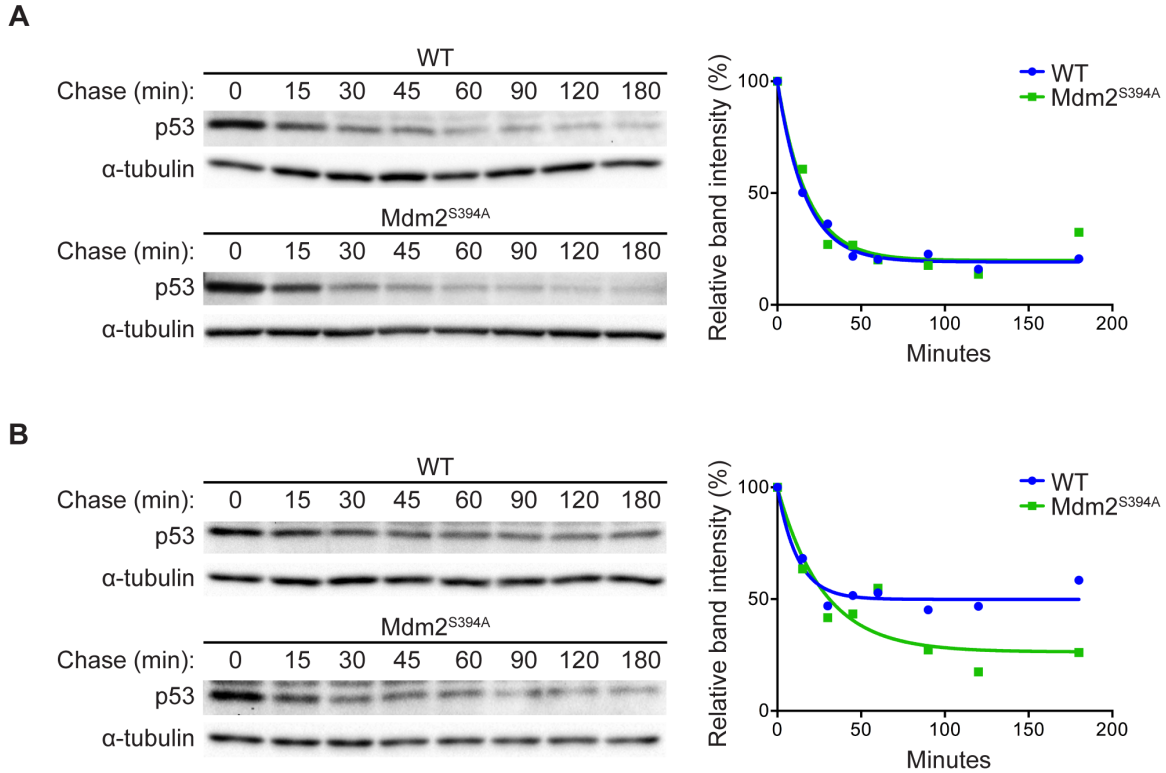 A
WT
Chase (min): 0 15 30 45 60 90 120 180
p53
α-tubulin
Mdm2S394A
Chase (min): 0 15 30 45 60 90 120 180
p53
α-tubulin
Relative band intensity (%)
100
50
0
0 50 100 150 200
Minutes
WT
Mdm2S394A
B
WT
Chase (min): 0 15 30 45 60 90 120 180
p53
α-tubulin
Mdm2S394A
Chase (min): 0 15 30 45 60 90 120 180
p53
α-tubulin
Relative band intensity (%)
100
50
0
0 50 100 150 200
Minutes
WT
Mdm2S394A